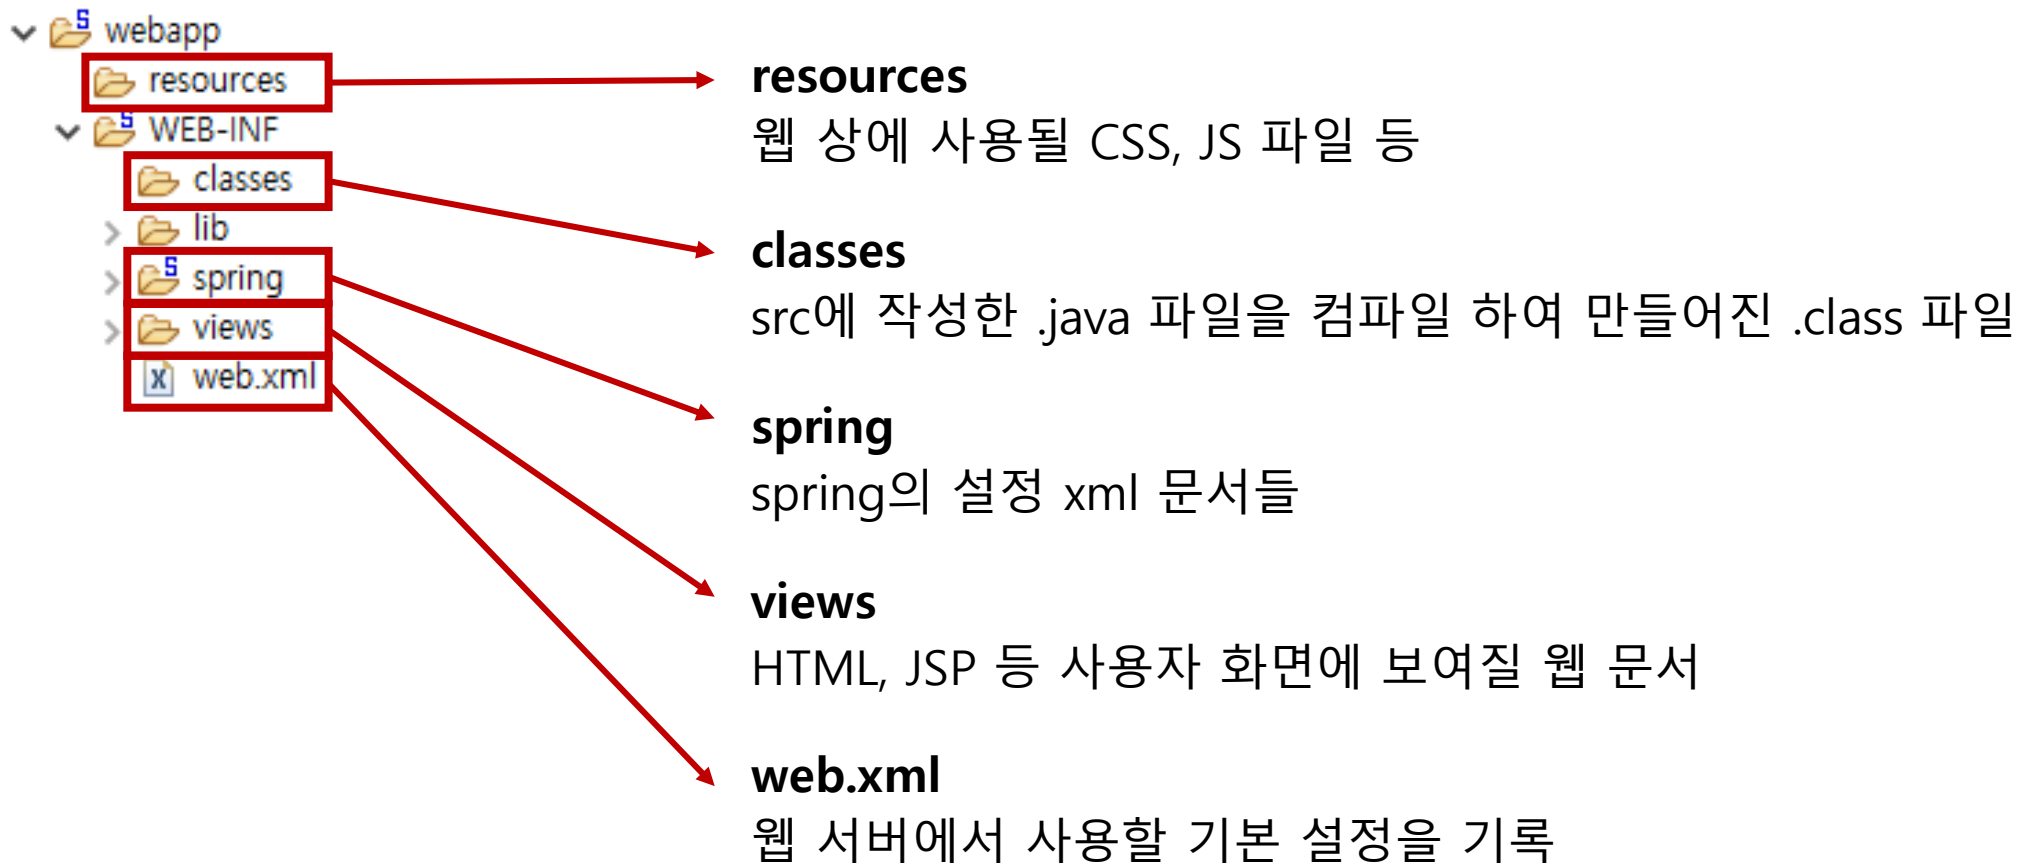 webapp
resources
WEB-INF
classes
lib
spring
views
web.xml
resources
웹 상에 사용될 CSS, JS 파일 등
classes
src에 작성한 .java 파일을 컴파일 하여 만들어진 .class 파일
spring
spring의 설정 xml 문서들
views
HTML, JSP 등 사용자 화면에 보여질 웹 문서
web.xml
웹 서버에서 사용할 기본 설정을 기록